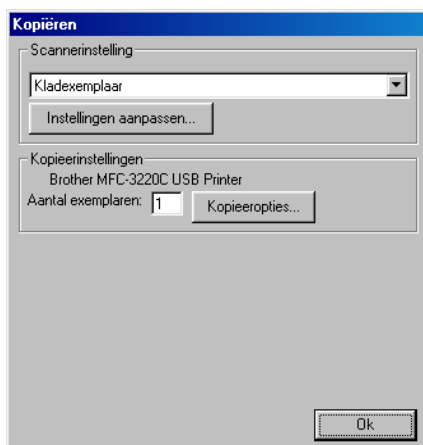 Kopiëren
Scannerinstelling
Kladexemplaar
Instellingen aanpassen...
Kopieerinstellingen
Brother MFC-3220C USB Printer
Aantal exemplaren: 1 Kopieeropties...
Ok